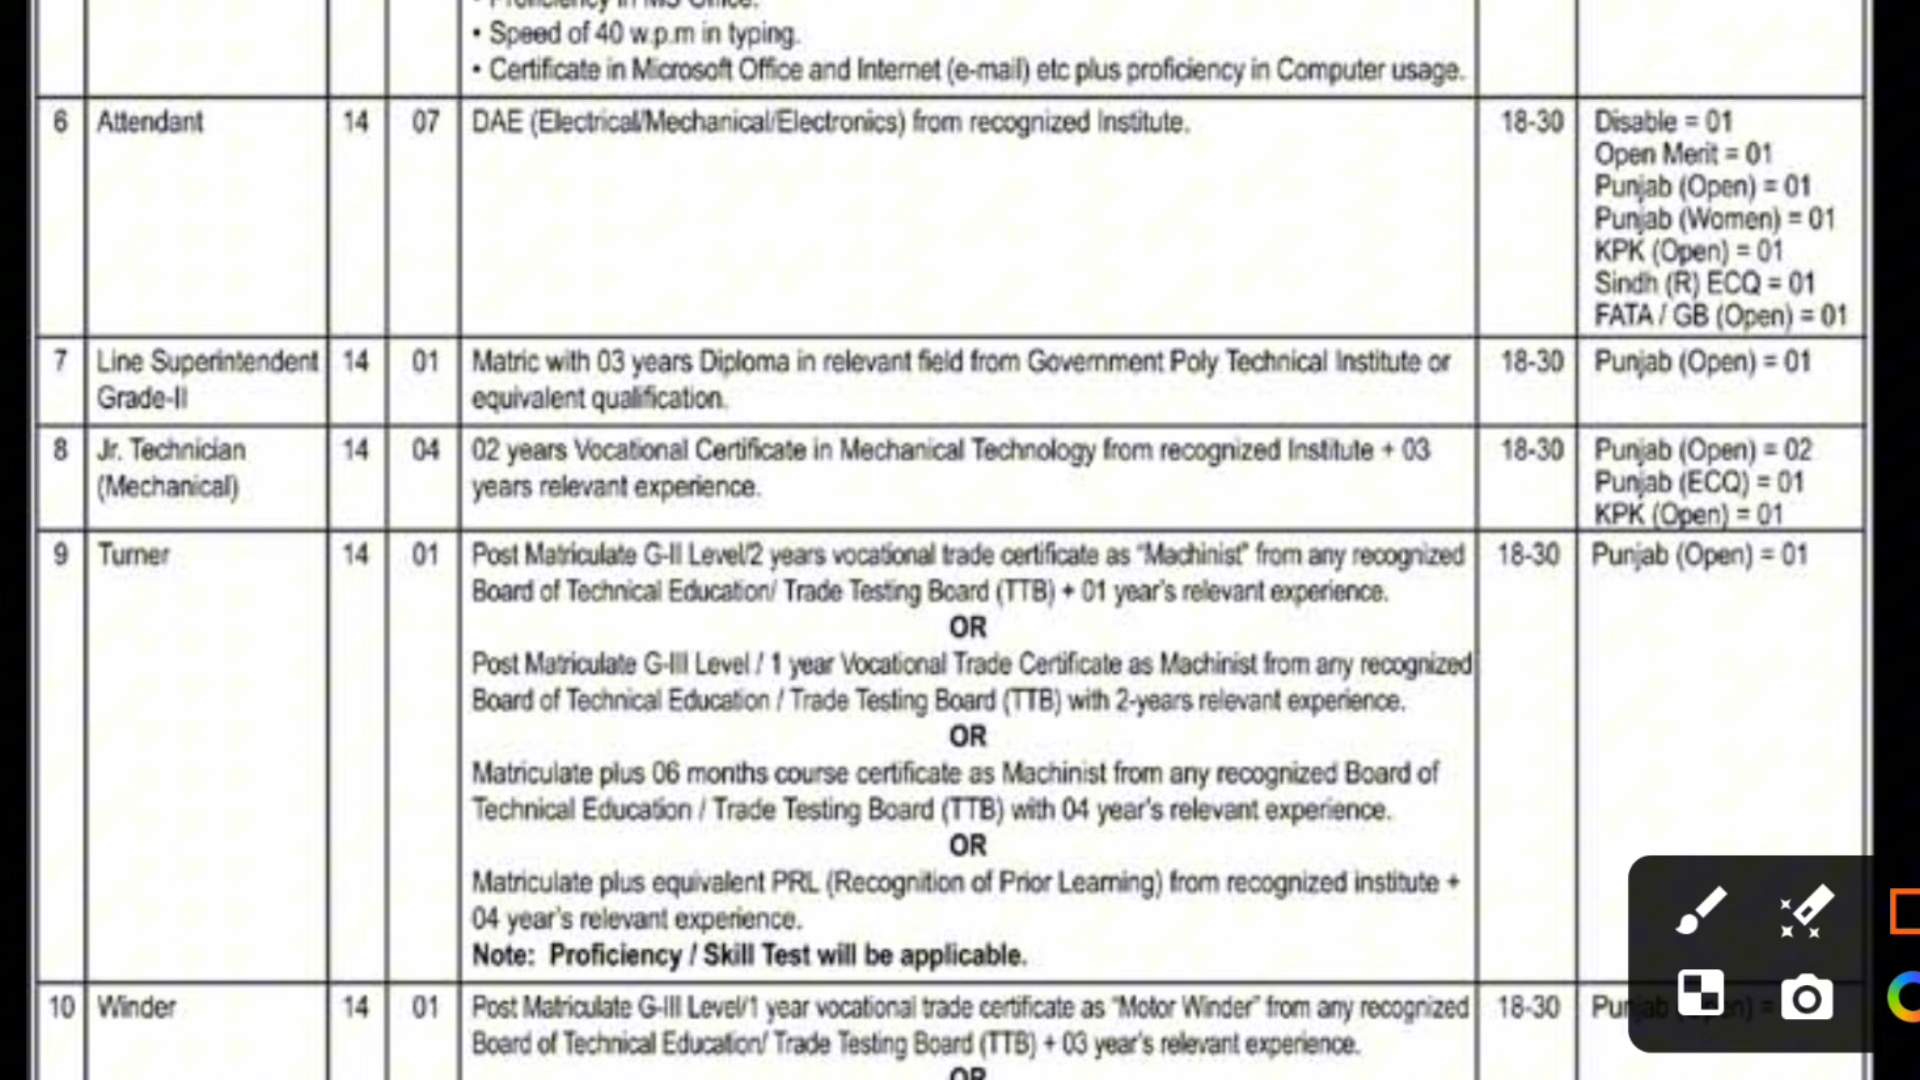 • Proficiency in MS Office.
• Speed of 40 w.p.m in typing.
• Certificate in Microsoft Office and Internet (e-mail) etc plus proficiency in Computer usage.
6 Attendant 14 07 DAE (Electrical/Mechanical/Electronics) from recognized Institute. 18-30 Disable = 01
Open Merit = 01
Punjab (Open) = 01
Punjab (Women) = 01
KPK (Open) = 01
Sindh (R) ECQ = 01
FATA / GB (Open) = 01
7 Line Superintendent 14 01 Matric with 03 years Diploma in relevant field from Government Poly Technical Institute or 18-30 Punjab (Open) = 01
Grade-II equivalent qualification.
8 Jr. Technician 14 04 02 years Vocational Certificate in Mechanical Technology from recognized Institute + 03 18-30 Punjab (Open) = 02
(Mechanical) years relevant experience. Punjab (ECQ) = 01
KPK (Open) = 01
9 Turner 14 01 Post Matriculate G-II Level/2 years vocational trade certificate as "Machinist" from any recognized 18-30 Punjab (Open) = 01
Board of Technical Education/ Trade Testing Board (TTB) + 01 year's relevant experience.
OR
Post Matriculate G-III Level / 1 year Vocational Trade Certificate as Machinist from any recognized
Board of Technical Education / Trade Testing Board (TTB) with 2-years relevant experience.
OR
Matriculate plus 06 months course certificate as Machinist from any recognized Board of
Technical Education / Trade Testing Board (TTB) with 04 year's relevant experience.
OR
Matriculate plus equivalent PRL (Recognition of Prior Learning) from recognized institute +
04 year's relevant experience.
Note: Proficiency / Skill Test will be applicable.
10 Winder 14 01 Post Matriculate G-III Level/1 year vocational trade certificate as "Motor Winder" from any recognized 18-30 Punjab (Open) =
Board of Technical Education/ Trade Testing Board (TTB) + 03 year's relevant experience.
OR